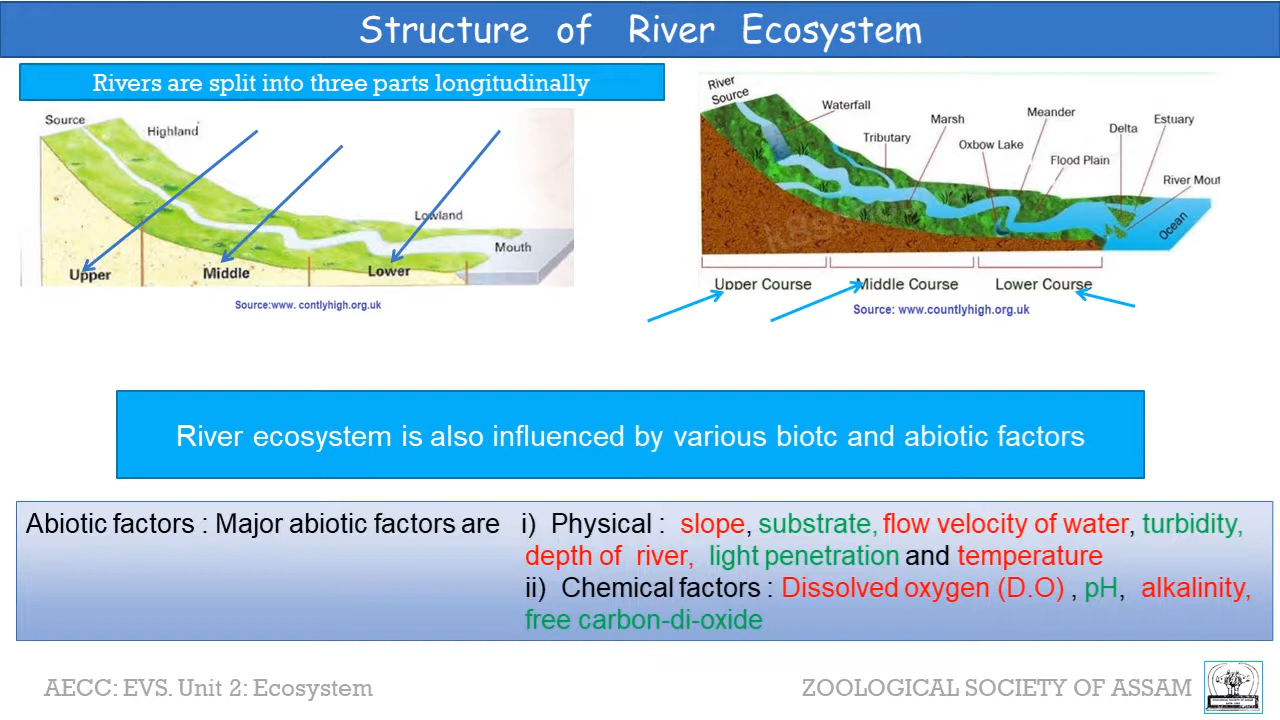 Structure of River Ecosystem
Rivers are split into three parts longitudinally
Source
Highland
Lowland
Mouth
Upper
Middle
Lower
Source:www. contlyhigh.org.uk
River
Source
Waterfall
Tributary
Marsh
Oxbow Lake
Meander
Flood Plain
Delta
Estuary
River Mout
Ocean
Upper Course
Middle Course
Lower Course
Source: www.countlyhigh.org.uk
River ecosystem is also influenced by various biotc and abiotic factors
Abiotic factors : Major abiotic factors are i) Physical : slope, substrate, flow velocity of water, turbidity,
depth of river, light penetration and temperature
ii) Chemical factors : Dissolved oxygen (D.O) , pH, alkalinity,
free carbon-di-oxide
AECC: EVS. Unit 2: Ecosystem
ZOOLOGICAL SOCIETY OF ASSAM